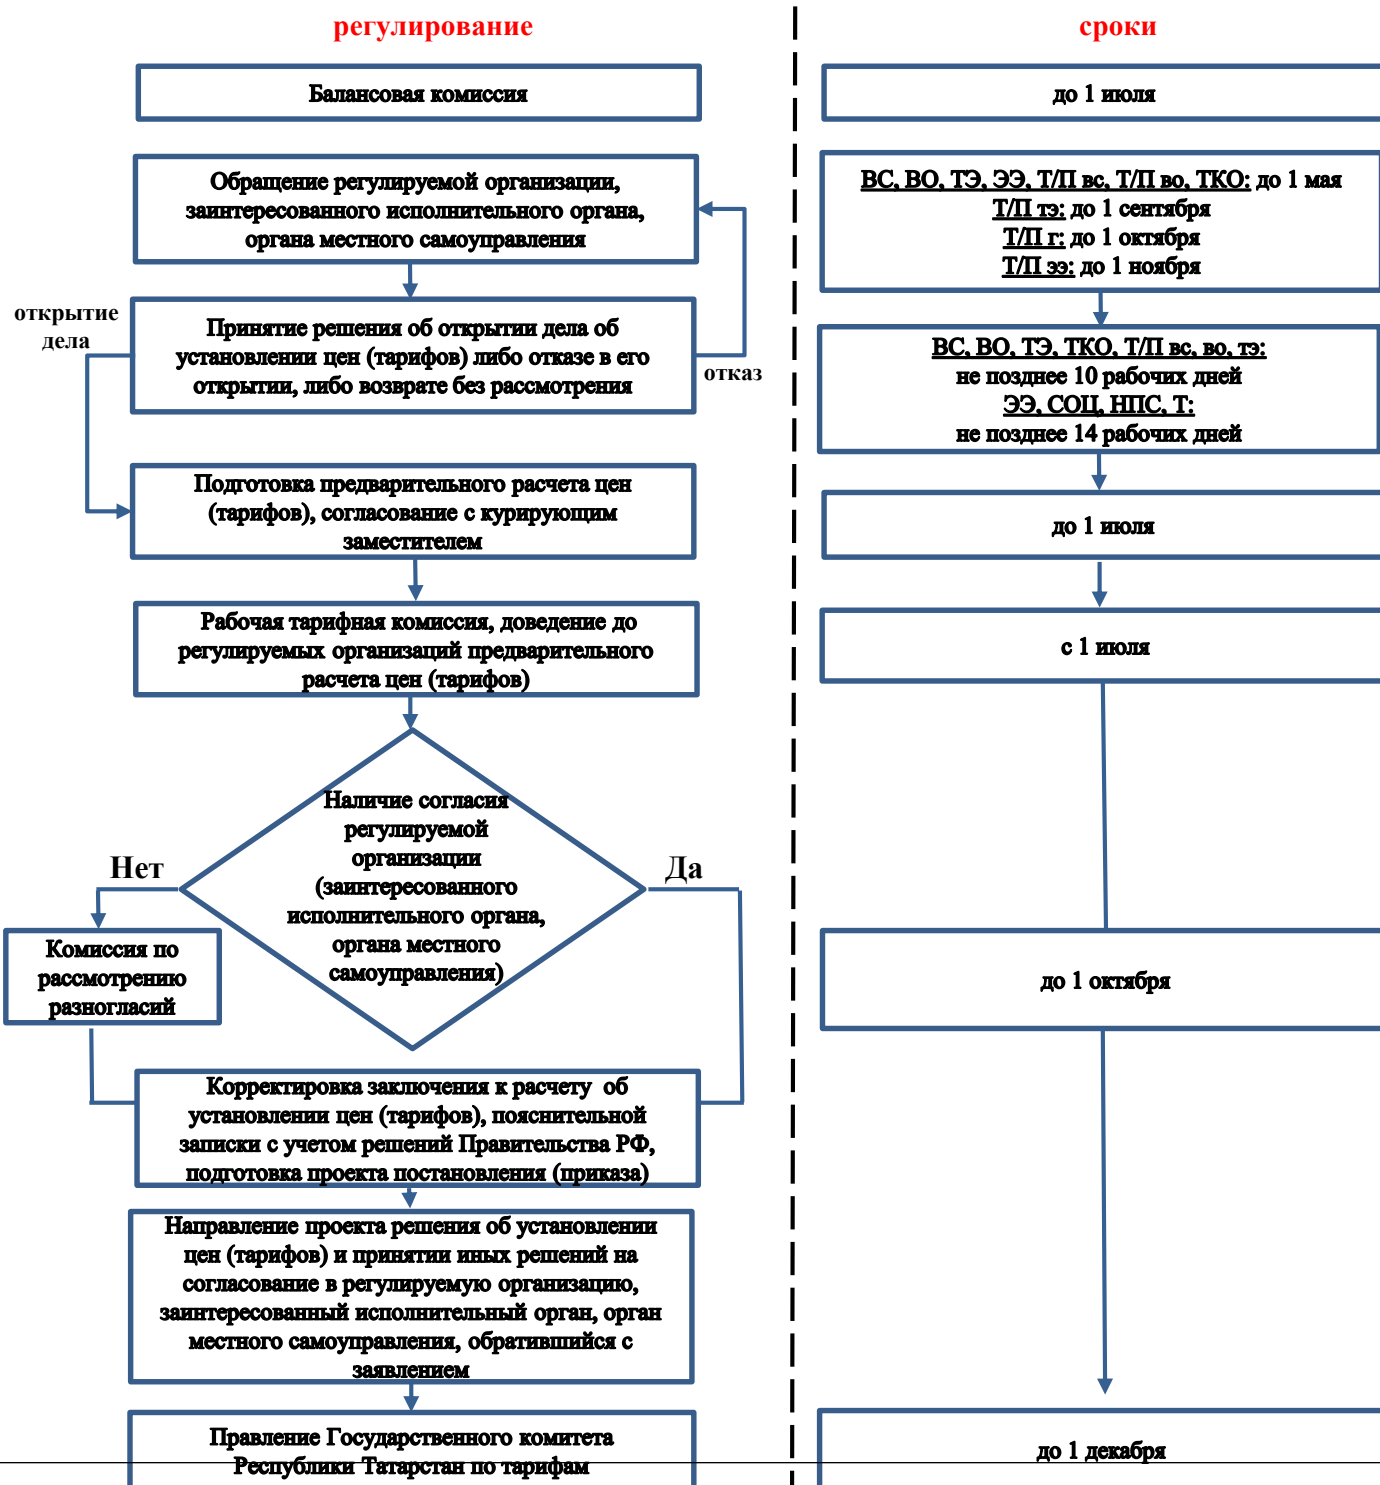 регулирование
сроки
Балансовая комиссия
до 1 июля
Обращение регулируемой организации,
заинтересованного исполнительного органа,
органа местного самоуправления
ВС, ВО, ТЭ, ЭЭ, Т/П вс, Т/П во, ТКО: до 1 мая
Т/П тэ: до 1 сентября
Т/П г: до 1 октября
Т/П ээ: до 1 ноября
открытие
дела
Принятие решения об открытии дела об
установлении цен (тарифов) либо отказе в его
открытии, либо возврате без рассмотрения
отказ
ВС, ВО, ТЭ, ТКО, Т/П вс, во, тэ:
не позднее 10 рабочих дней
ЭЭ, СОЦ, НПС, Т:
не позднее 14 рабочих дней
Подготовка предварительного расчета цен
(тарифов), согласование с курирующим
заместителем
до 1 июля
Рабочая тарифная комиссия, доведение до
регулируемых организаций предварительного
расчета цен (тарифов)
с 1 июля
Наличие согласия
регулируемой
организации
(заинтересованного
исполнительного органа,
органа местного
самоуправления)
Нет
Да
Комиссия по
рассмотрению
разногласий
до 1 октября
Корректировка заключения к расчету об
установлении цен (тарифов), пояснительной
записки с учетом решений Правительства РФ,
подготовка проекта постановления (приказа)
Направление проекта решения об установлении
цен (тарифов) и принятии иных решений на
согласование в регулируемую организацию,
заинтересованный исполнительный орган, орган
местного самоуправления, обратившийся с
заявлением
Правление Государственного комитета
Республики Татарстан по тарифам
до 1 декабря